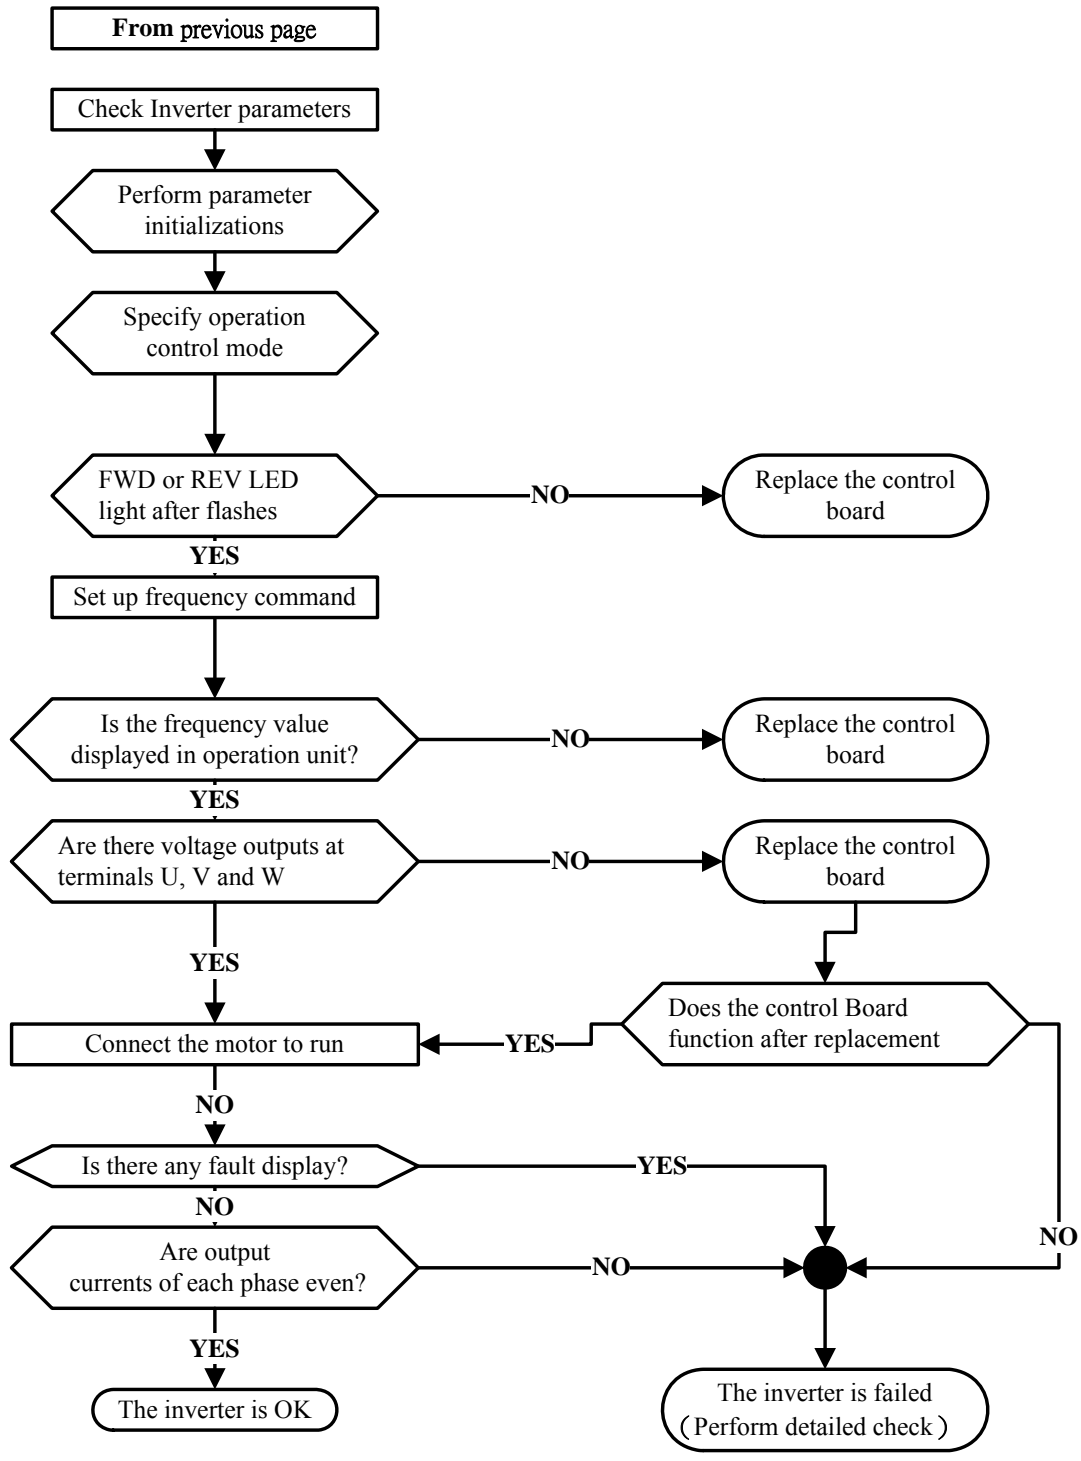 From previous page
Check Inverter parameters
Perform parameter
initializations
Specify operation
control mode
FWD or REV LED
light after flashes
NO
Replace the control
board
YES
Set up frequency command
Is the frequency value
displayed in operation unit?
NO
Replace the control
board
YES
Are there voltage outputs at
terminals U, V and W
NO
Replace the control
board
YES
Does the control Board
function after replacement
Connect the motor to run
YES
NO
Is there any fault display?
YES
NO
NO
Are output
currents of each phase even?
NO
YES
The inverter is OK
The inverter is failed
(Perform detailed check)